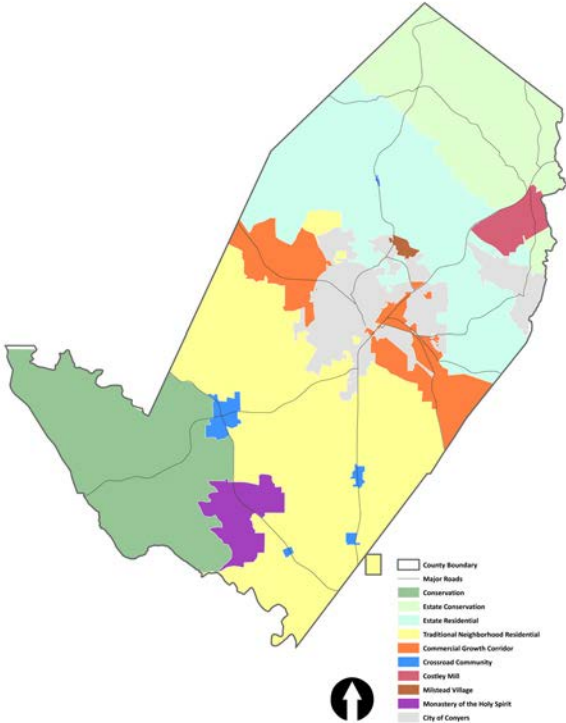 County Boundary
Major Roads
Conservation
Estate Conservation
Estate Residential
Traditional Neighborhood Residential
Commercial Growth Corridor
Crossroad Community
Costley Mill
Milstead Village
Monastery of the Holy Spirit
City of Conyers